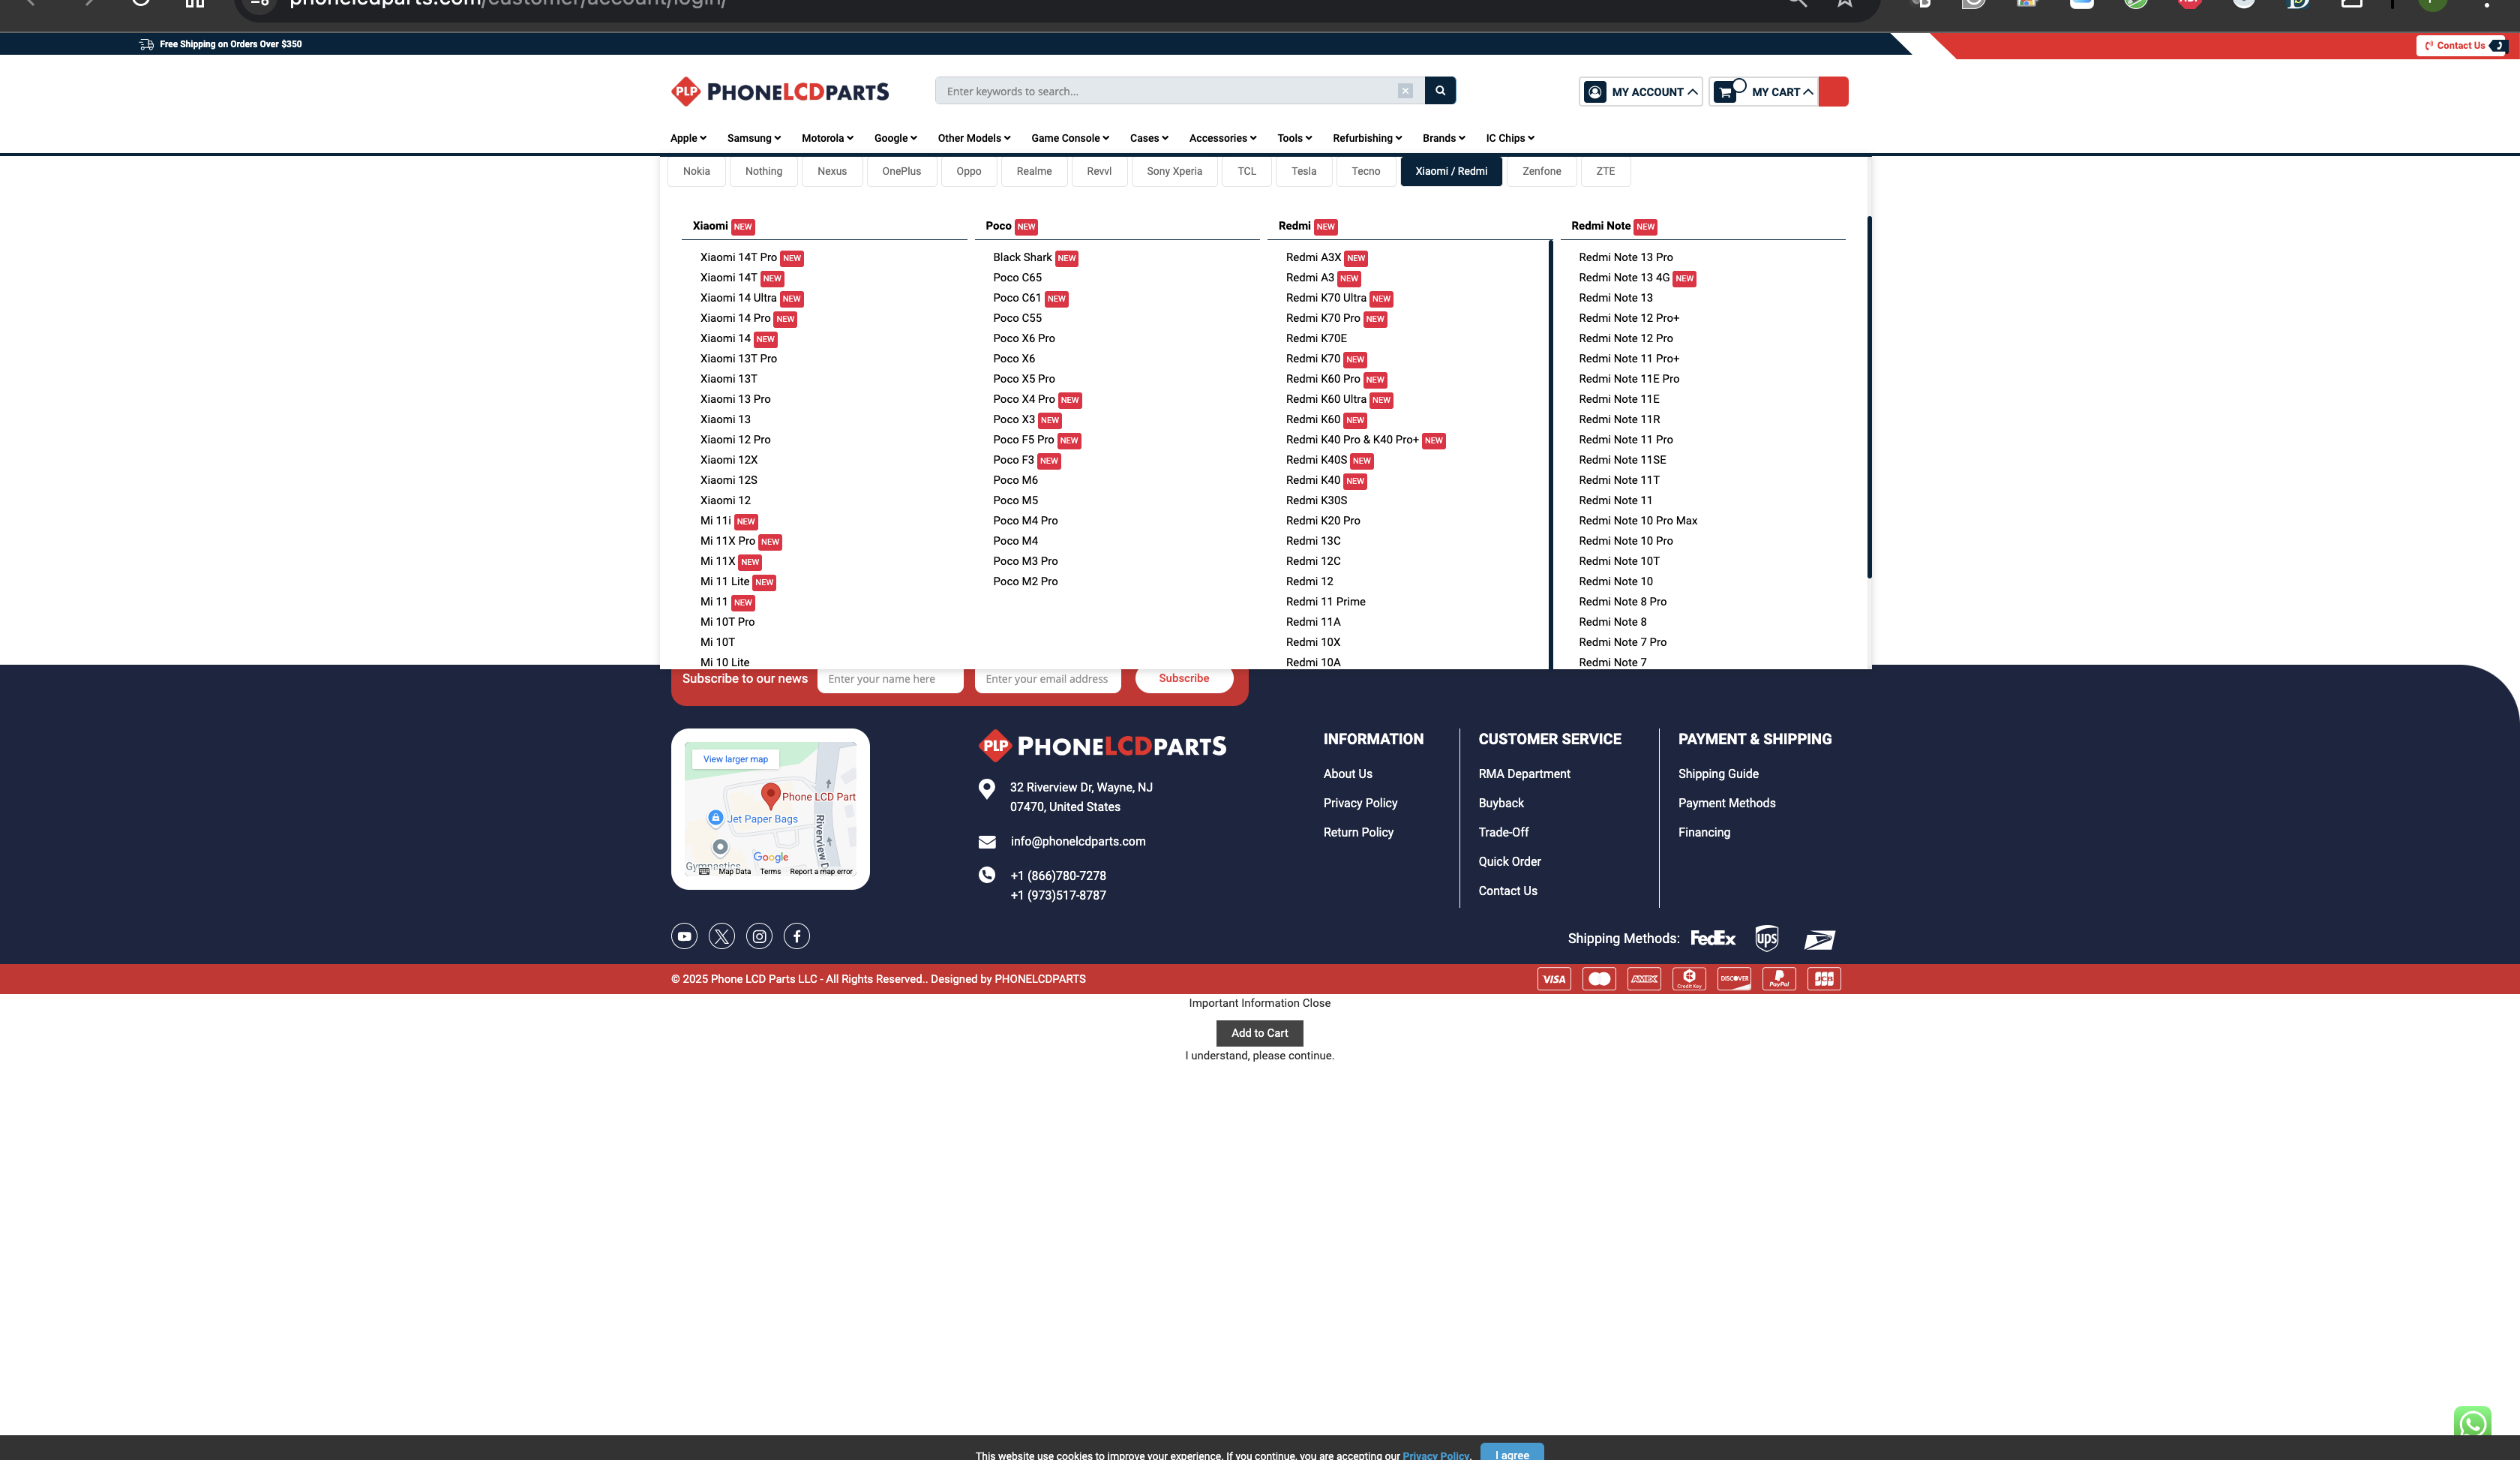 phonelcdparts.com/customer/account/login/
Free Shipping on Orders Over $350
Contact Us
PLP PHONELCDPARTS
Enter keywords to search...
MY ACCOUNT
MY CART
Apple Samsung Motorola Google Other Models Game Console Cases Accessories Tools Refurbishing Brands IC Chips
Nokia Nothing Nexus OnePlus Oppo Realme Revvl Sony Xperia TCL Tesla Tecno Xiaomi / Redmi Zenfone ZTE
Xiaomi NEW
Xiaomi 14T Pro NEW
Xiaomi 14T NEW
Xiaomi 14 Ultra NEW
Xiaomi 14 Pro NEW
Xiaomi 14 NEW
Xiaomi 13T Pro
Xiaomi 13T
Xiaomi 13 Pro
Xiaomi 13
Xiaomi 12 Pro
Xiaomi 12X
Xiaomi 12S
Xiaomi 12
Mi 11i NEW
Mi 11X Pro NEW
Mi 11X NEW
Mi 11 Lite NEW
Mi 11 NEW
Mi 10T Pro
Mi 10T
Mi 10 Lite
Poco NEW
Black Shark NEW
Poco C65
Poco C61 NEW
Poco C55
Poco X6 Pro
Poco X6
Poco X5 Pro
Poco X4 Pro NEW
Poco X3 NEW
Poco F5 Pro NEW
Poco F3 NEW
Poco M6
Poco M5
Poco M4 Pro
Poco M4
Poco M3 Pro
Poco M2 Pro
Redmi NEW
Redmi A3X NEW
Redmi A3 NEW
Redmi K70 Ultra NEW
Redmi K70 Pro NEW
Redmi K70E
Redmi K70 NEW
Redmi K60 Pro NEW
Redmi K60 Ultra NEW
Redmi K60 NEW
Redmi K40 Pro & K40 Pro+ NEW
Redmi K40S NEW
Redmi K40 NEW
Redmi K30S
Redmi K20 Pro
Redmi 13C
Redmi 12C
Redmi 12
Redmi 11 Prime
Redmi 11A
Redmi 10X
Redmi 10A
Redmi Note NEW
Redmi Note 13 Pro
Redmi Note 13 4G NEW
Redmi Note 13
Redmi Note 12 Pro+
Redmi Note 12 Pro
Redmi Note 11 Pro+
Redmi Note 11E Pro
Redmi Note 11E
Redmi Note 11R
Redmi Note 11 Pro
Redmi Note 11SE
Redmi Note 11T
Redmi Note 11
Redmi Note 10 Pro Max
Redmi Note 10 Pro
Redmi Note 10T
Redmi Note 10
Redmi Note 8 Pro
Redmi Note 8
Redmi Note 7 Pro
Redmi Note 7
Subscribe to our news
Enter your name here
Enter your email address
Subscribe
View larger map
Phone LCD Part
Jet Paper Bags
Riverview D
Gymnastics
Google
Map Data Terms Report a map error
PLP PHONELCDPARTS
32 Riverview Dr, Wayne, NJ
07470, United States
info@phonelcdparts.com
+1 (866)780-7278
+1 (973)517-8787
INFORMATION
About Us
Privacy Policy
Return Policy
CUSTOMER SERVICE
RMA Department
Buyback
Trade-Off
Quick Order
Contact Us
PAYMENT & SHIPPING
Shipping Guide
Payment Methods
Financing
Shipping Methods: FedEx ups
© 2025 Phone LCD Parts LLC - All Rights Reserved.. Designed by PHONELCDPARTS
VISA AMEX Credit Key DISCOVER PayPal JCB
Important Information Close
Add to Cart
I understand, please continue.
This website use cookies to improve your experience. If you continue, you are accepting our Privacy Policy. I agree